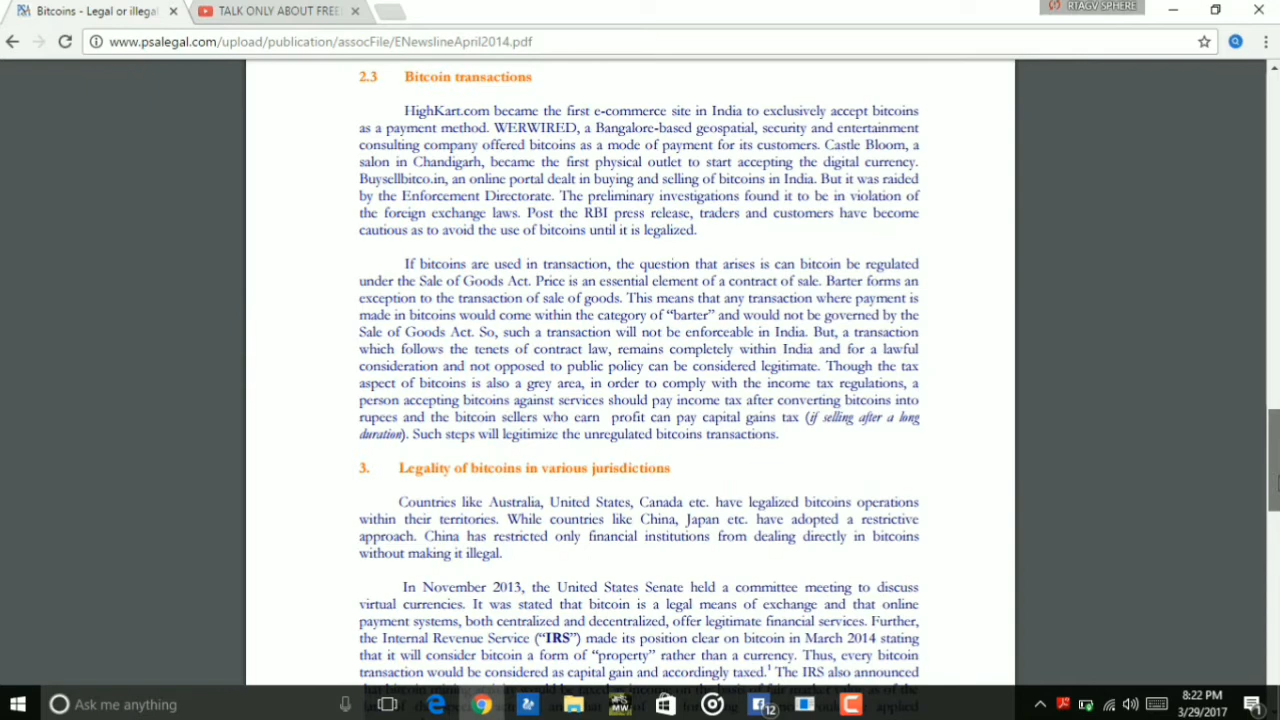 Bitcoins - Legal or illega
TALK ONLY ABOUT FREE
RTAGV SPHERE
www.psalegal.com/upload/publication/assocFile/ENewslineApril2014.pdf
2.3 Bitcoin transactions
HighKart.com became the first e-commerce site in India to exclusively accept bitcoins
as a payment method. WERWIRED, a Bangalore-based geospatial, security and entertainment
consulting company offered bitcoins as a mode of payment for its customers. Castle Bloom, a
salon in Chandigarh, became the first physical outlet to start accepting the digital currency.
Buysellbitco.in, an online portal dealt in buying and selling of bitcoins in India. But it was raided
by the Enforcement Directorate. The preliminary investigations found it to be in violation of
the foreign exchange laws. Post the RBI press release, traders and customers have become
cautious as to avoid the use of bitcoins until it is legalized.
If bitcoins are used in transaction, the question that arises is can bitcoin be regulated
under the Sale of Goods Act. Price is an essential element of a contract of sale. Barter forms an
exception to the transaction of sale of goods. This means that any transaction where payment is
made in bitcoins would come within the category of “barter” and would not be governed by the
Sale of Goods Act. So, such a transaction will not be enforceable in India. But, a transaction
which follows the tenets of contract law, remains completely within India and for a lawful
consideration and not opposed to public policy can be considered legitimate. Though the tax
aspect of bitcoins is also a grey area, in order to comply with the income tax regulations, a
person accepting bitcoins against services should pay income tax after converting bitcoins into
rupees and the bitcoin sellers who earn profit can pay capital gains tax (if selling after a long
duration). Such steps will legitimize the unregulated bitcoins transactions.
3. Legality of bitcoins in various jurisdictions
Countries like Australia, United States, Canada etc. have legalized bitcoins operations
within their territories. While countries like China, Japan etc. have adopted a restrictive
approach. China has restricted only financial institutions from dealing directly in bitcoins
without making it illegal.
In November 2013, the United States Senate held a committee meeting to discuss
virtual currencies. It was stated that bitcoin is a legal means of exchange and that online
payment systems, both centralized and decentralized, offer legitimate financial services. Further,
the Internal Revenue Service (“IRS”) made its position clear on bitcoin in March 2014 stating
that it will consider bitcoin a form of “property” rather than a currency. Thus, every bitcoin
transaction would be considered as capital gain and accordingly taxed.1 The IRS also announced
Ask me anything
MW
12
8:22 PM
3/29/2017
1